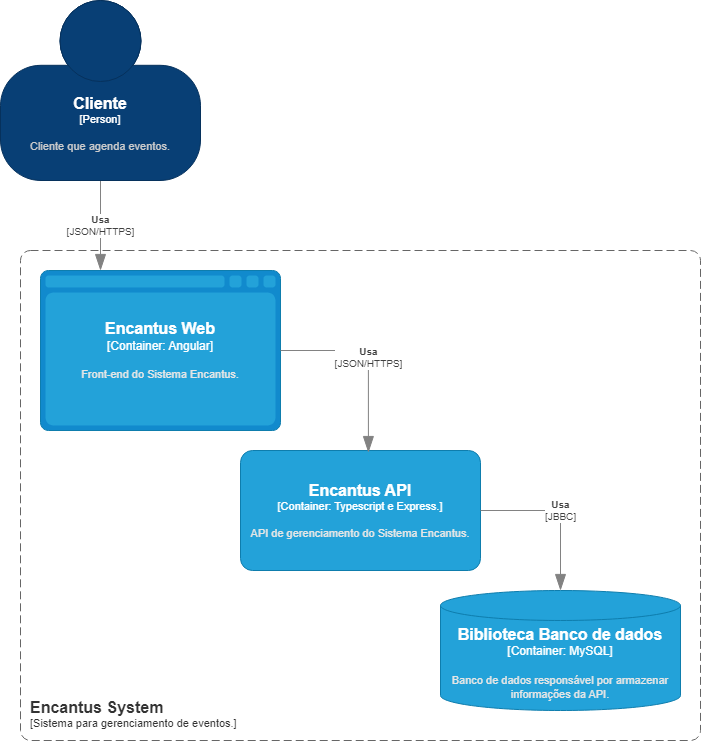 Cliente
[Person]
Cliente que agenda eventos.
Usa
[JSON/HTTPS]
Encantus Web
[Container: Angular]
Front-end do Sistema Encantus.
Usa
[JSON/HTTPS]
Encantus API
[Container: Typescript e Express.]
API de gerenciamento do Sistema Encantus.
Usa
[JBBC]
Biblioteca Banco de dados
[Container: MySQL]
Banco de dados responsável por armazenar
informações da API.
Encantus System
[Sistema para gerenciamento de eventos.]